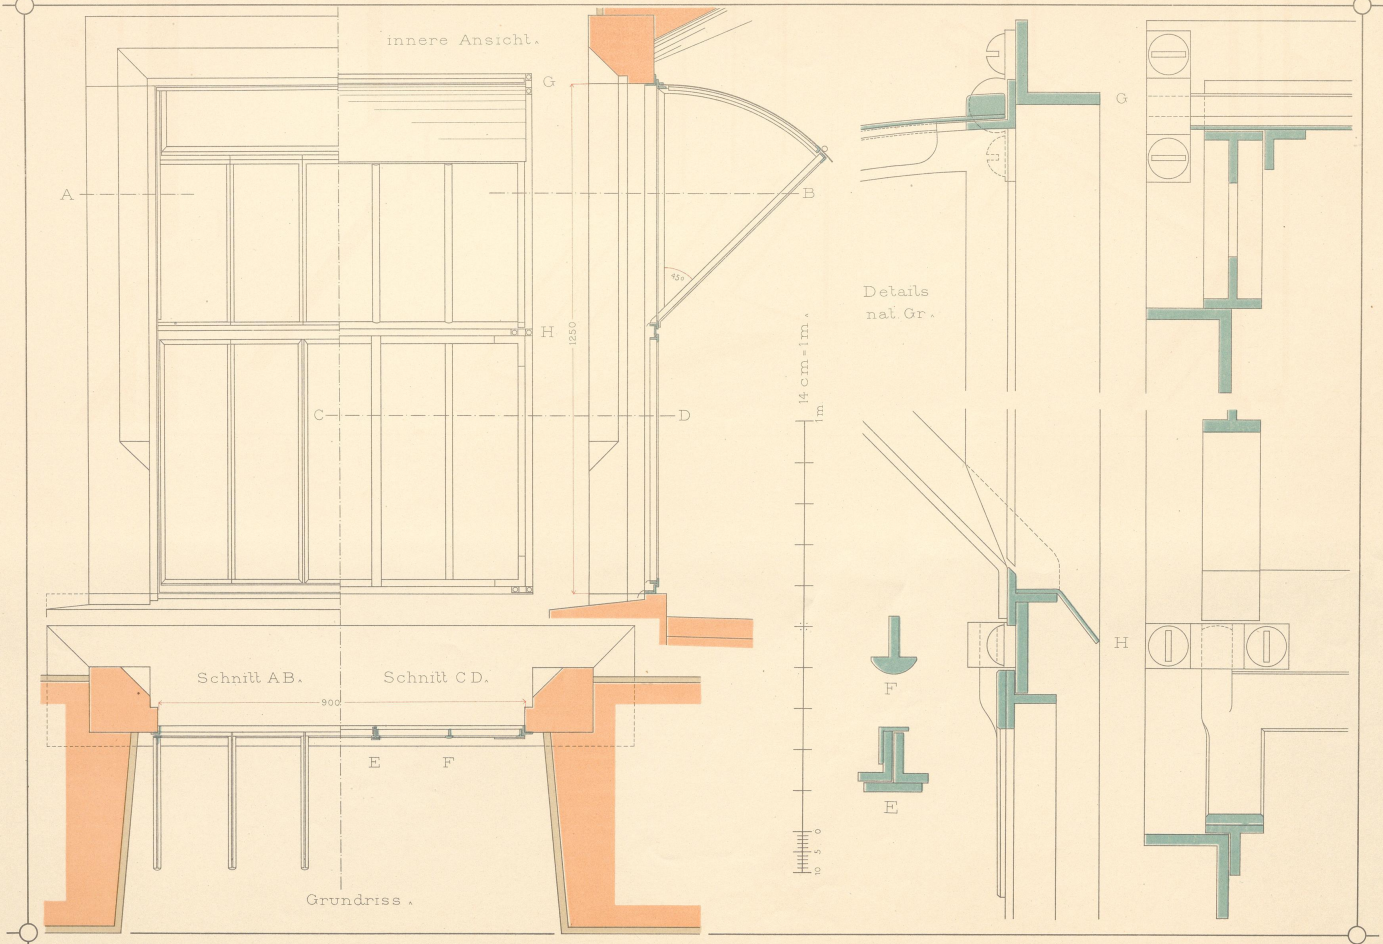 innere Ansicht.
G
A
B
45°
H
1250
C
D
Details
nat. Gr.
G
14 cm = 1 m.
1 m
0
5
10
H
F
E
Schnitt AB.
Schnitt CD.
900
E
F
Grundriss.